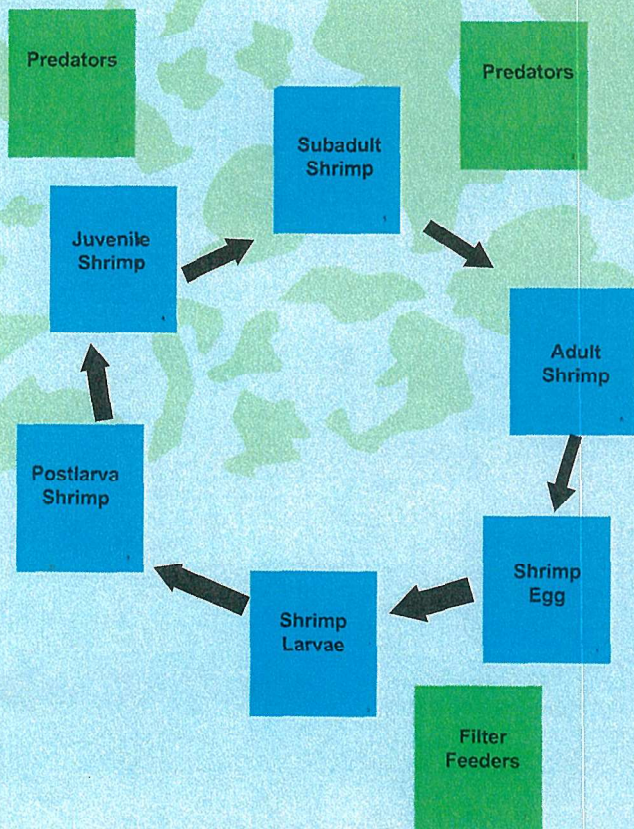 Predators
Predators
Subadult
Shrimp
Juvenile
Shrimp
Adult
Shrimp
Postlarva
Shrimp
Shrimp
Egg
Shrimp
Larvae
Filter
Feeders